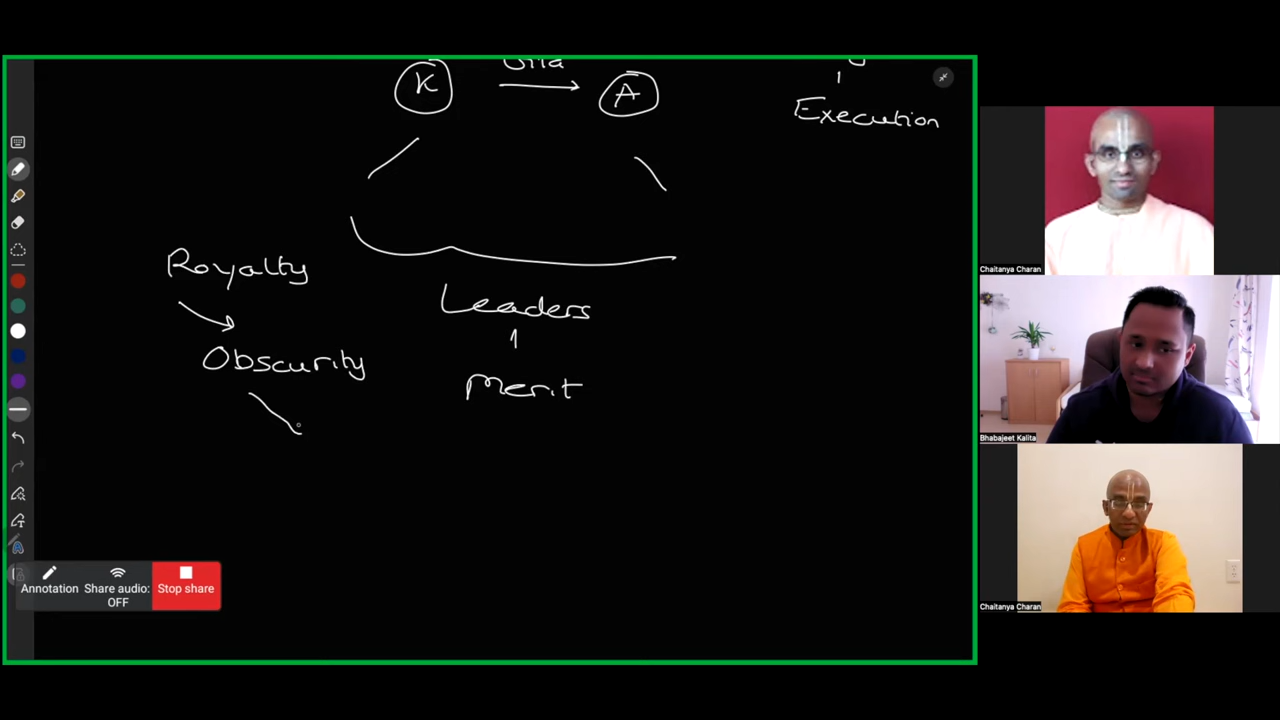 K
A
Execution
Royalty
Leaders
Obscurity
Merit
Annotation
Share audio:
OFF
Stop share
Chaitanya Charan
Bhabajeet Kalita
Chaitanya Charan